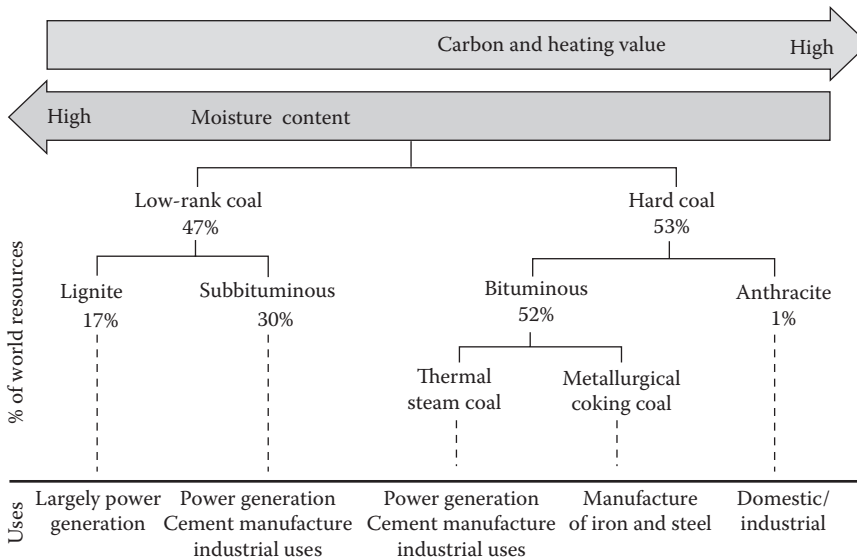 Carbon and heating value
High
High
Moisture content
Low-rank coal
47%
Hard coal
53%
Lignite
17%
Subbituminous
30%
Bituminous
52%
Anthracite
1%
Thermal
steam coal
Metallurgical
coking coal
% of world resources
Uses
Largely power
generation
Power generation
Cement manufacture
industrial uses
Power generation
Cement manufacture
industrial uses
Manufacture
of iron and steel
Domestic/
industrial